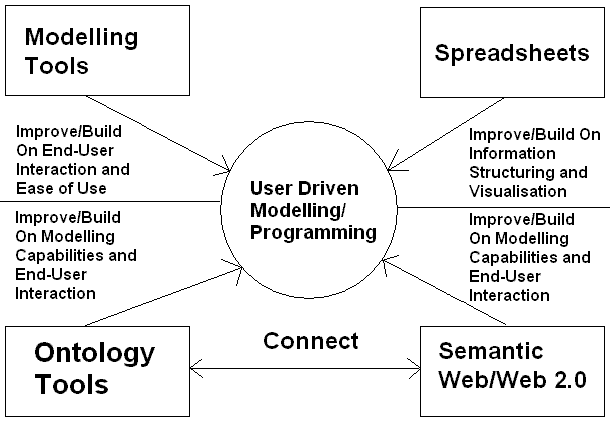 Modelling
Tools
Spreadsheets
Improve/Build
On End-User
Interaction and
Ease of Use
Improve/Build On
Information
Structuring and
Visualisation
User Driven
Modelling/
Programming
Improve/Build
On Modelling
Capabilities and
End-User
Interaction
Improve/Build
On Modelling
Capabilities and
End-User
Interaction
Ontology
Tools
Connect
Semantic
Web/Web 2.0